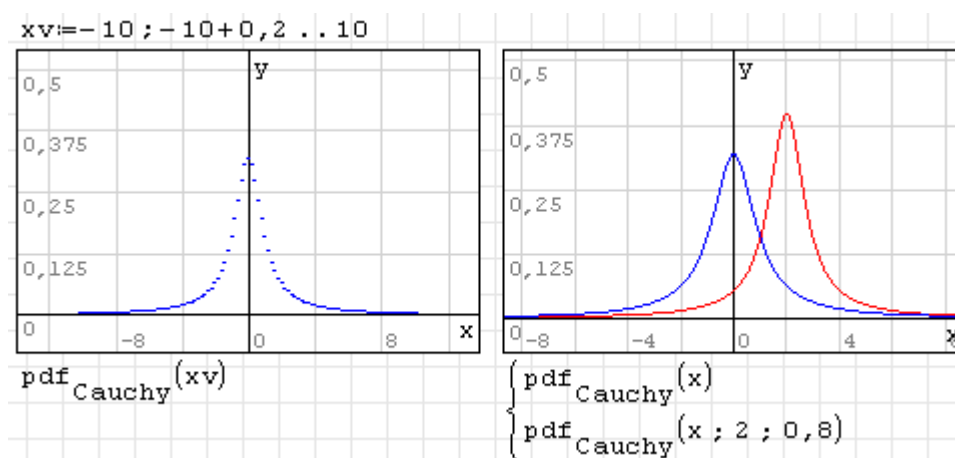 xv:=-10;-10+0,2..10
y
0,5
0,375
0,25
0,125
0
-8
0
8
x
pdf Cauchy(xv)
y
0,5
0,375
0,25
0,125
0
-8
-4
0
4
x
pdf Cauchy(x)
pdf Cauchy(x;2;0,8)